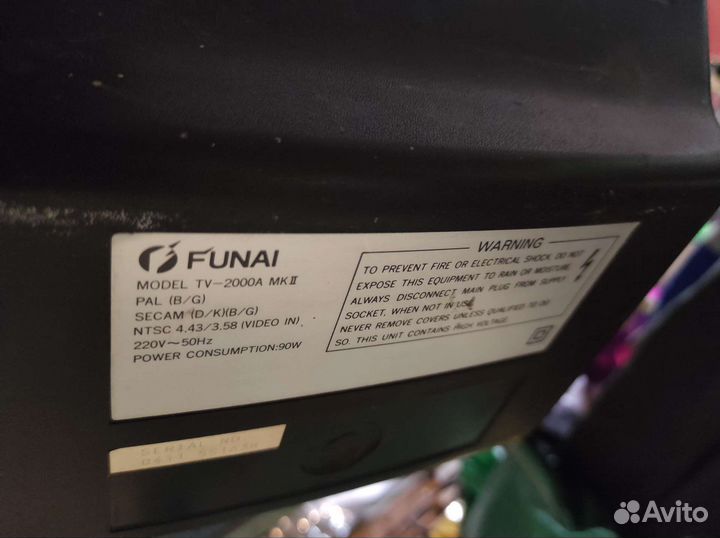 FUNAI
MODEL TV-2000A MKII
PAL (B/G)
SECAM (D/K)(B/G)
NTSC 4.43/3.58 (VIDEO IN)
220V~50Hz
POWER CONSUMPTION:90W
WARNING
TO PREVENT FIRE OR ELECTRICAL SHOCK, DO NOT
EXPOSE THIS EQUIPMENT TO RAIN OR MOISTURE.
ALWAYS DISCONNECT MAIN PLUG FROM SUPPLY
SOCKET, WHEN NOT IN USE.
NEVER REMOVE COVERS UNLESS QUALIFIED TO DO
SO. THIS UNIT CONTAINS HIGH VOLTAGE.
SERIAL NO.
Avito